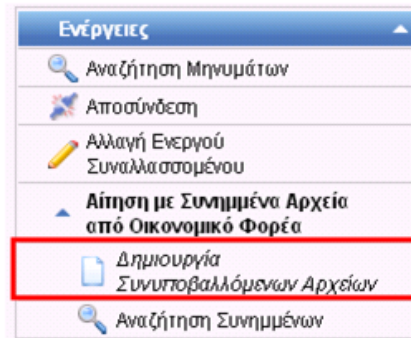 Ενέργειες
Αναζήτηση Μηνυμάτων
Αποσύνδεση
Αλλαγή Ενεργού
Συναλλασσομένου
Αίτηση με Συνημμένα Αρχεία
από Οικονομικό Φορέα
Δημιουργία
Συνυποβαλλόμενων Αρχείων
Αναζήτηση Συνημμένων